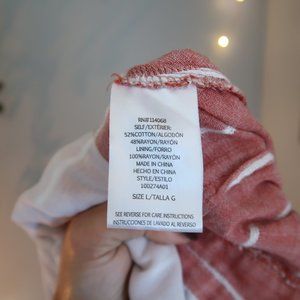 RN# 114068
SELF/EXTÉRIER:
52%COTTON/ALGODÓN
48%RAYON/RAYÓN
LINING/FORRO
100%RAYON/RAYÓN
MADE IN CHINA
HECHO EN CHINA
STYLE/ESTILO
100274A01
SIZE L/TALLA G
SEE REVERSE FOR CARE INSTRUCTIONS
INSTRUCCIONES DE LAVADO AL REVERSO